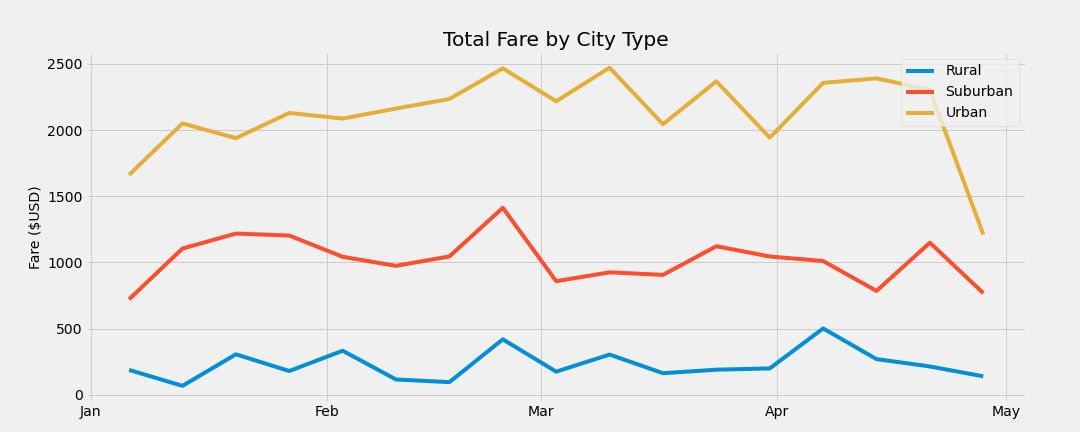 Total Fare by City Type
Fare ($USD)
2500
2000
1500
1000
500
0
Jan Feb Mar Apr May
Rural
Suburban
Urban